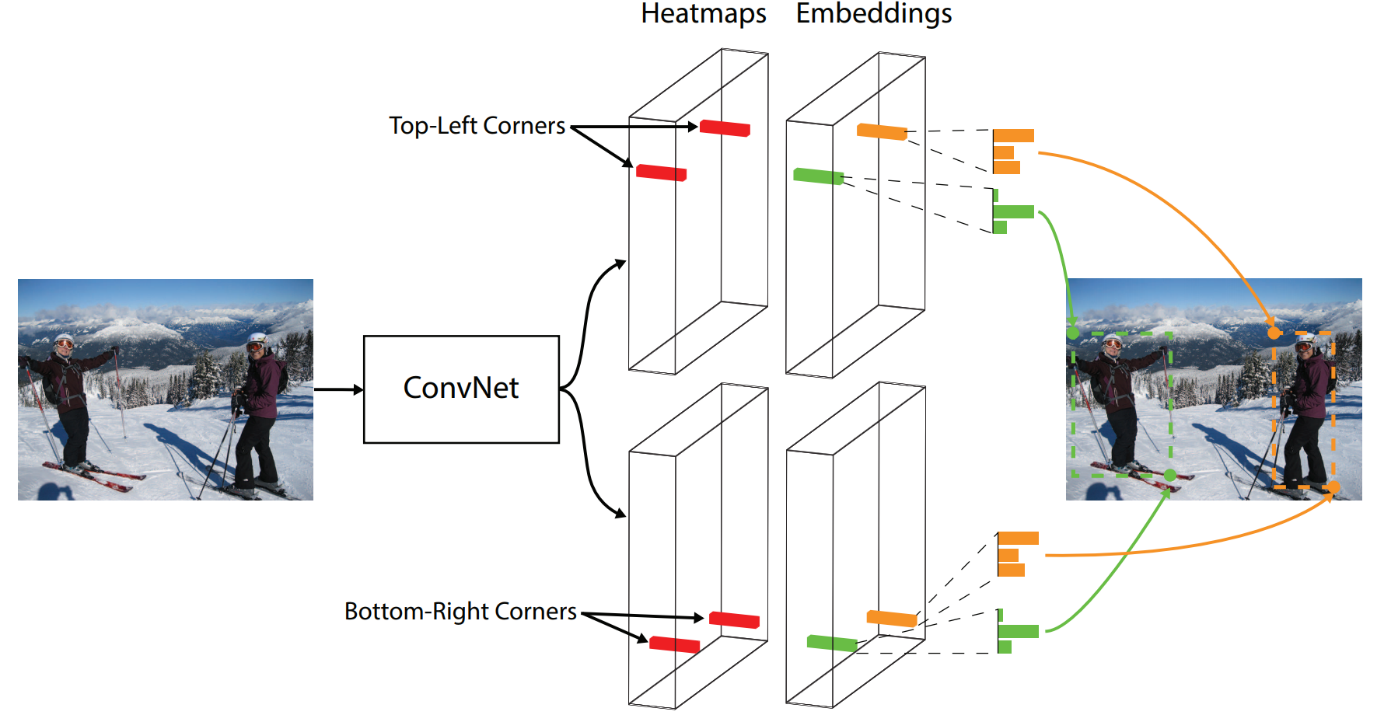 Heatmaps
Embeddings
Top-Left Corners
ConvNet
Bottom-Right Corners